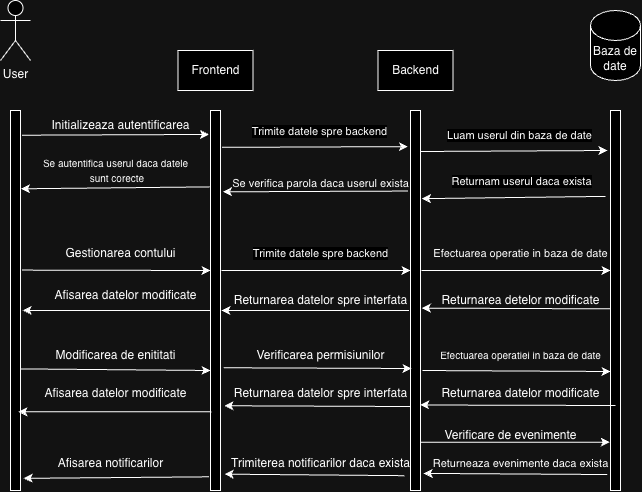 User
Frontend
Backend
Baza de
date
Initializeaza autentificarea
Trimite datele spre backend
Luam userul din baza de date
Se autentifica userul daca datele
sunt corecte
Se verifica parola daca userul exista
Returnam userul daca exista
Gestionarea contului
Trimite datele spre backend
Efectuarea operatie in baza de date
Afisarea datelor modificate
Returnarea datelor spre interfata
Returnarea detelor modificate
Modificarea de enititati
Verificarea permisiunilor
Efectuarea operatiei in baza de date
Afisarea datelor modificate
Returnarea datelor spre interfata
Returnarea datelor modificate
Verificare de evenimente
Afisarea notificarilor
Trimiterea notificarilor daca exista
Returneaza evenimente daca exista